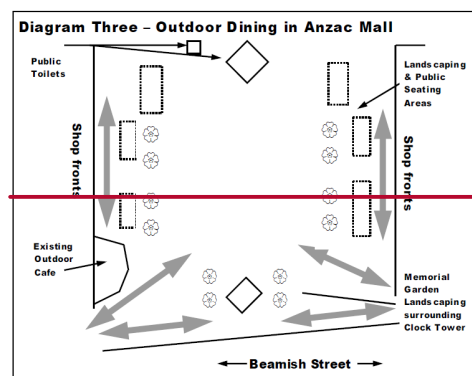 Diagram Three – Outdoor Dining in Anzac Mall
Public
Toilets
Landscaping
& Public
Seating
Areas
Shop fronts
Shop fronts
Existing
Outdoor
Cafe
Memorial
Garden
Landscaping
surrounding
Clock Tower
Beamish Street